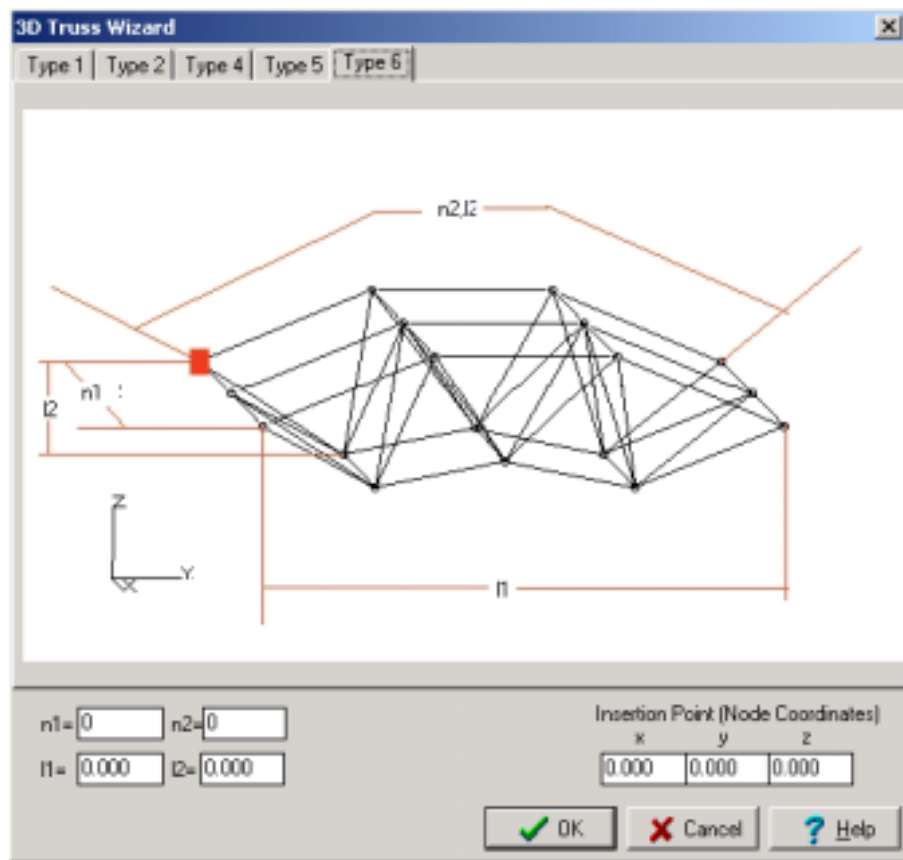 3D Truss Wizard
Type 1 Type 2 Type 4 Type 5 Type 6
n2,l2
n1 :
l2
Z
Y
X
l1
n1= 0 n2= 0
l1= 0.000 l2= 0.000
Insertion Point (Node Coordinates)
x y z
0.000 0.000 0.000
OK Cancel Help